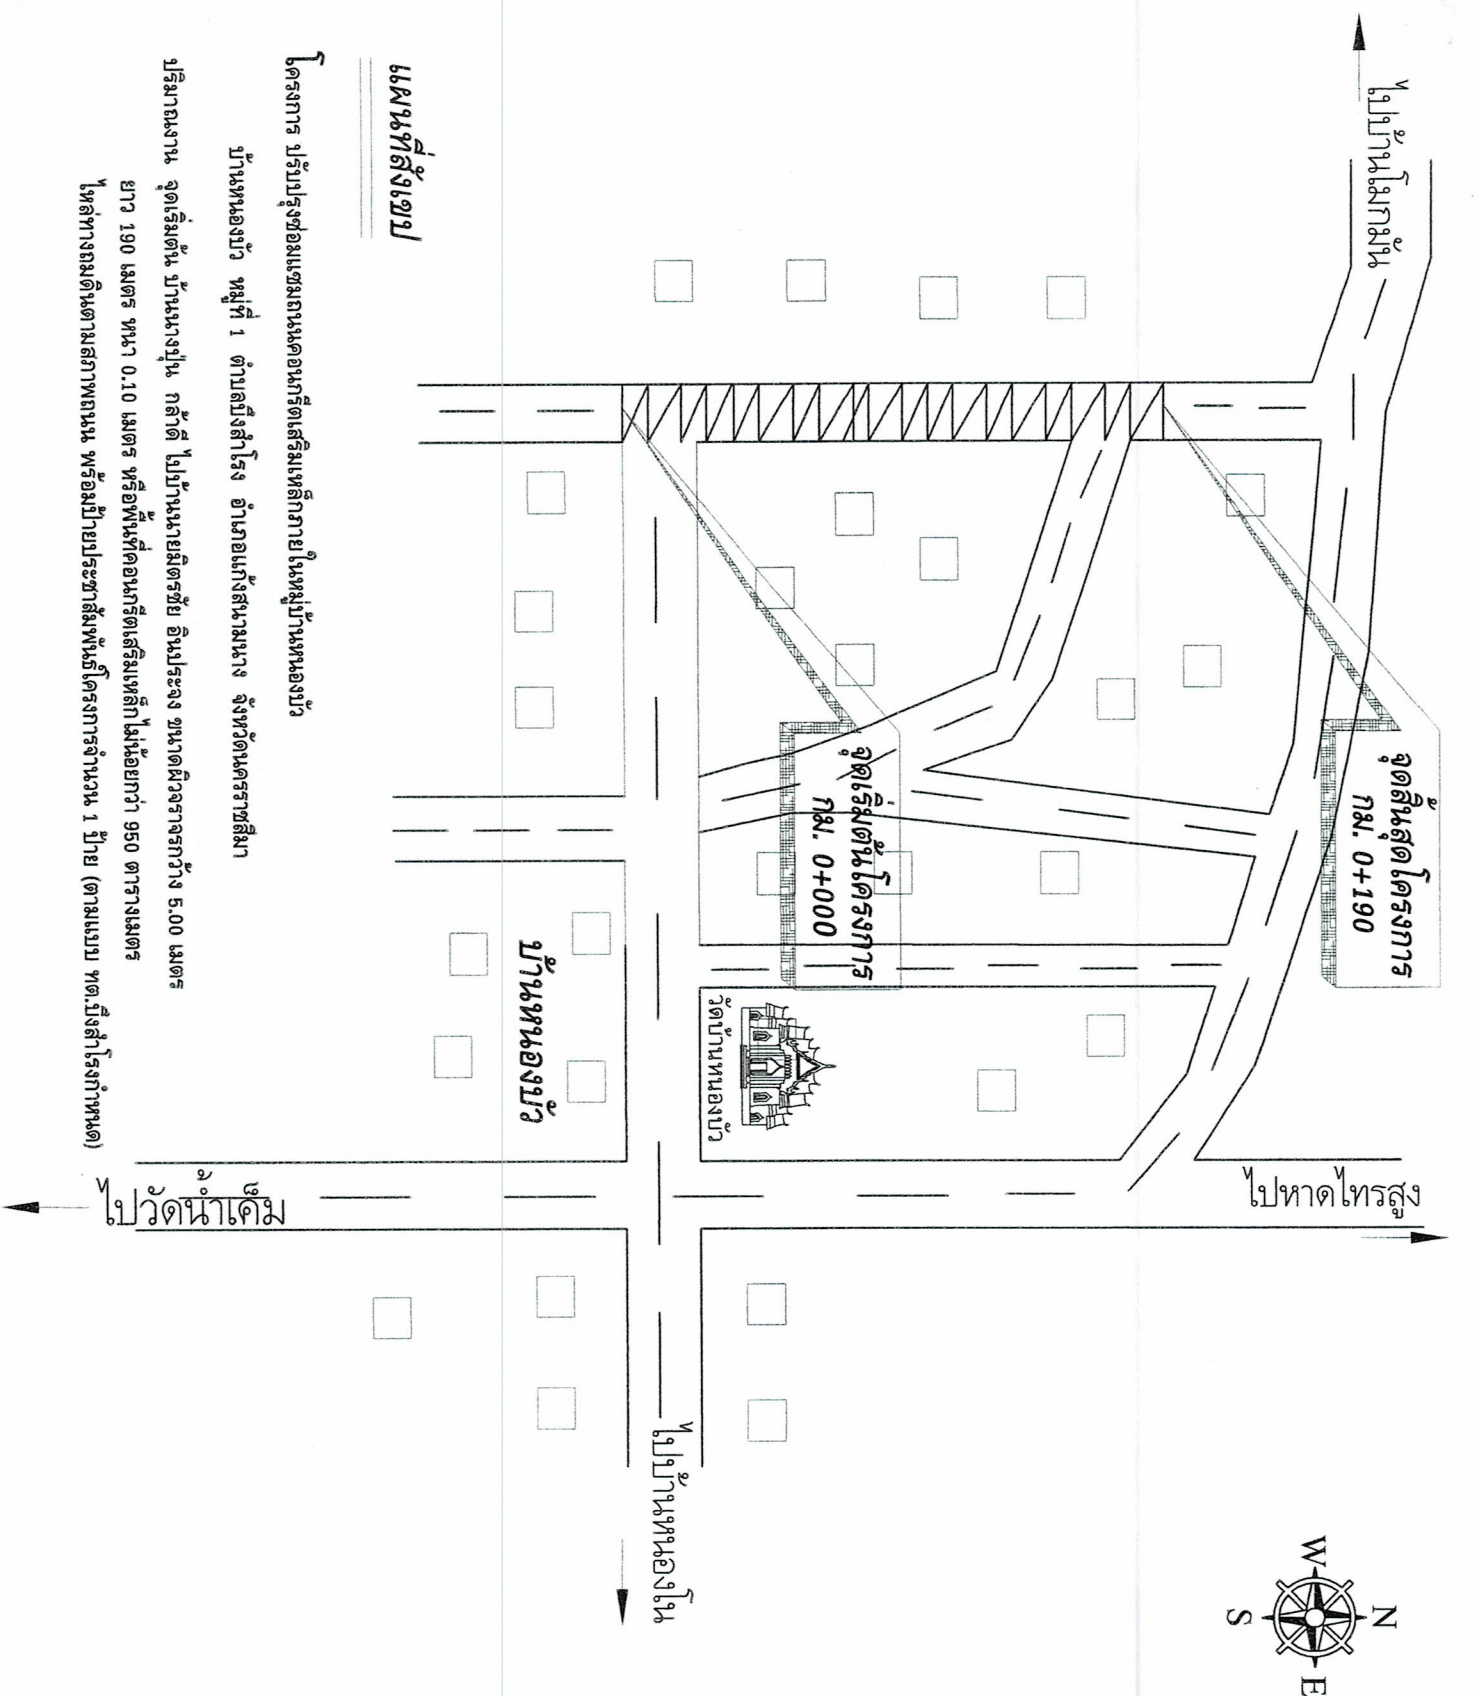 ไปบ้านโมกมัน
จุดสิ้นสุดโครงการ
กม. 0+190
จุดเริ่มต้นโครงการ
กม. 0+000
วัดบ้านหนองบัว
บ้านหนองบัว
ไปหาดไทรสูง
ไปวัดน้ำเค็ม
ไปบ้านหนองโน
N
W
E
S
แผนที่สังเขป
โครงการ ปรับปรุงซ่อมแซมถนนคอนกรีตเสริมเหล็กภายในหมู่บ้านหนองบัว
บ้านหนองบัว หมู่ที่ 1 ตำบลบึงสำโรง อำเภอแก้งสนามนาง จังหวัดนครราชสีมา
ปริมาณงาน จุดเริ่มต้น บ้านนางปุ่น กล้าดี ไปบ้านนายมิตรชัย อินประจง ขนาดผิวจราจรกว้าง 5.00 เมตร
ยาว 190 เมตร หนา 0.10 เมตร หรือพื้นที่คอนกรีตเสริมเหล็กไม่น้อยกว่า 950 ตารางเมตร
ไหล่ทางถมดินตามสภาพถนน พร้อมป้ายประชาสัมพันธ์โครงการจำนวน 1 ป้าย (ตามแบบ ทต.บึงสำโรงกำหนด)